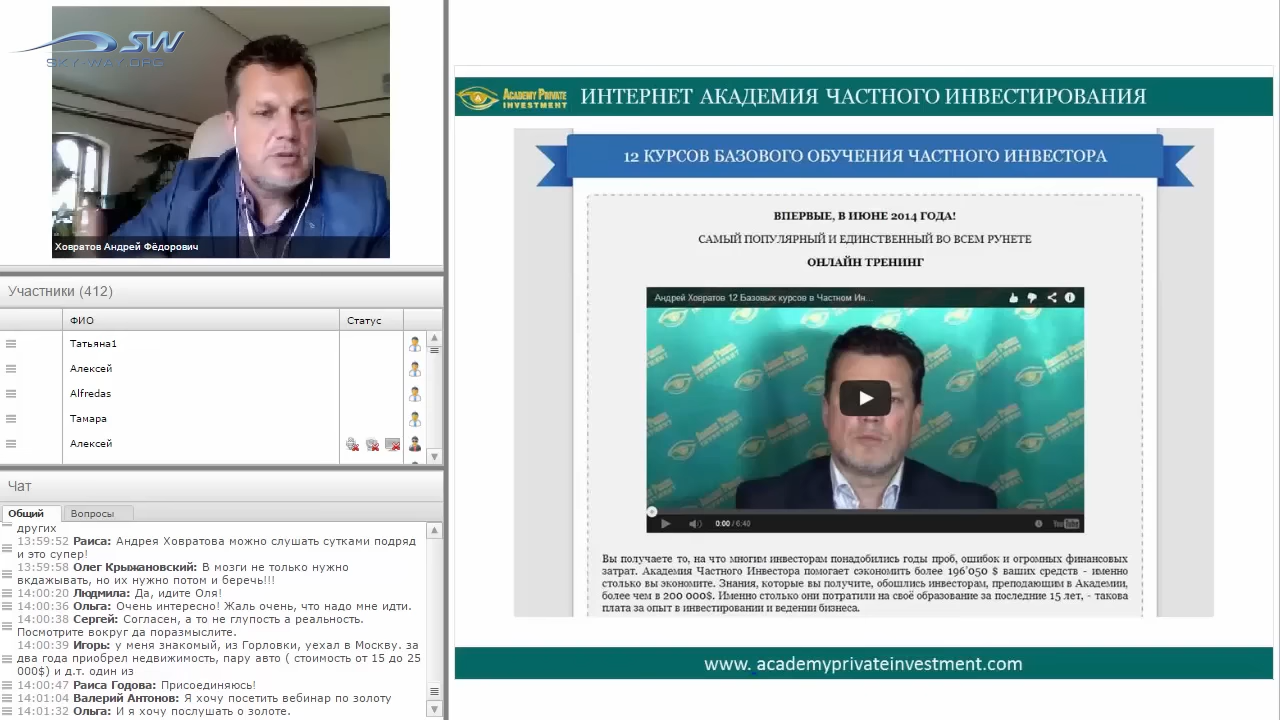 SW
SKY-WAY.ORG
Ховратов Андрей Фёдорович
Участники (412)
ФИО
Статус
Татьяна1
Алексей
Alfredas
Тамара
Алексей
Чат
Общий
Вопросы
других
13:59:52 Раиса: Андрея Ховратова можно слушать сутками подряд
и это супер!
13:59:58 Олег Крыжановский: В мозги не только нужно
вкдажывать, но их нужно потом и беречь!!!
14:00:20 Людмила: Да, идите Оля!
14:00:36 Ольга: Очень интересно! Жаль очень, что надо мне идти.
14:00:38 Сергей: Согласен, а то не глупость а реальность.
Посмотрите вокруг да поразмыслите.
14:00:39 Игорь: у меня знакомый, из Горловки, уехал в Москву. за
два года приобрел недвижимость, пару авто ( стоимость от 15 до 25
000$) и д.т. один из
14:00:47 Раиса Годова: Присоединяюсь!
14:01:04 Валерий Антонов: Я хочу посетить вебинар по золоту
14:01:32 Ольга: И я хочу послушать о золоте.
ACADEMY PRIVATE
INVESTMENT
ИНТЕРНЕТ АКАДЕМИЯ ЧАСТНОГО ИНВЕСТИРОВАНИЯ
12 КУРСОВ БАЗОВОГО ОБУЧЕНИЯ ЧАСТНОГО ИНВЕСТОРА
ВПЕРВЫЕ, В ИЮНЕ 2014 ГОДА!
САМЫЙ ПОПУЛЯРНЫЙ И ЕДИНСТВЕННЫЙ ВО ВСЕМ РУНЕТЕ
ОНЛАЙН ТРЕНИНГ
Андрей Ховратов 12 Базовых курсов в Частном Ин...
0:00 / 6:40
YouTube
Вы получаете то, на что многим инвесторам понадобились годы проб, ошибок и огромных финансовых
затрат. Академия Частного Инвестора помогает сэкономить более 196'050 $ ваших средств - именно
столько вы экономите. Знания, которые вы получите, обошлись инвесторам, преподающим в Академии,
более чем в 200 000$. Именно столько они потратили на своё образование за последние 15 лет, - такова
плата за опыт в инвестировании и ведении бизнеса.
www. academyprivateinvestment.com